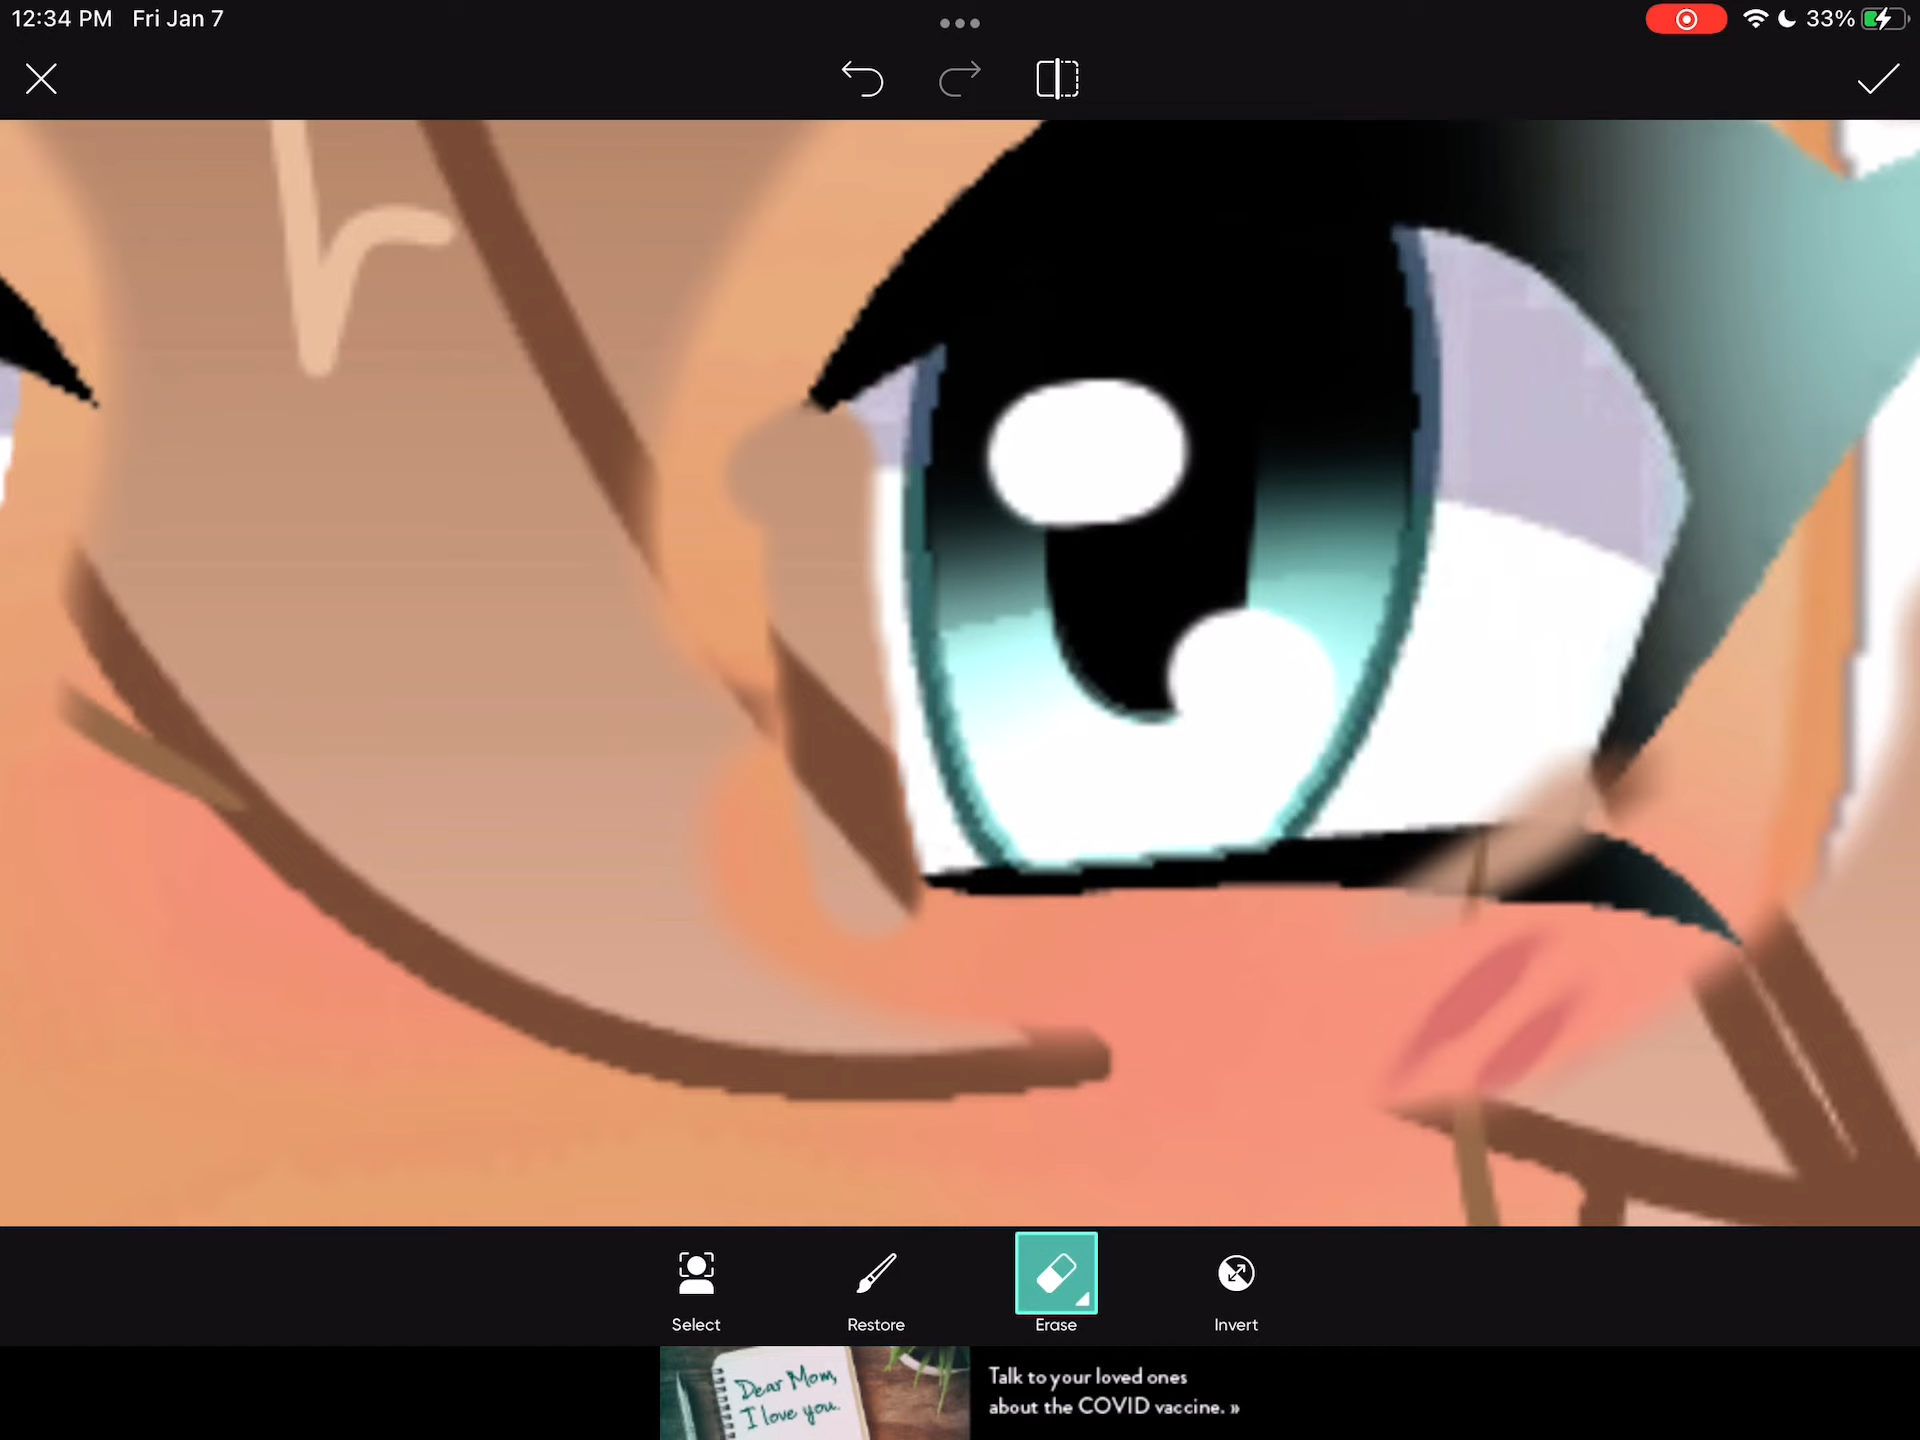 12:34 PM Fri Jan 7
33%
Select
Restore
Erase
Invert
Dear Mom,
I love you.
Talk to your loved ones
about the COVID vaccine. »